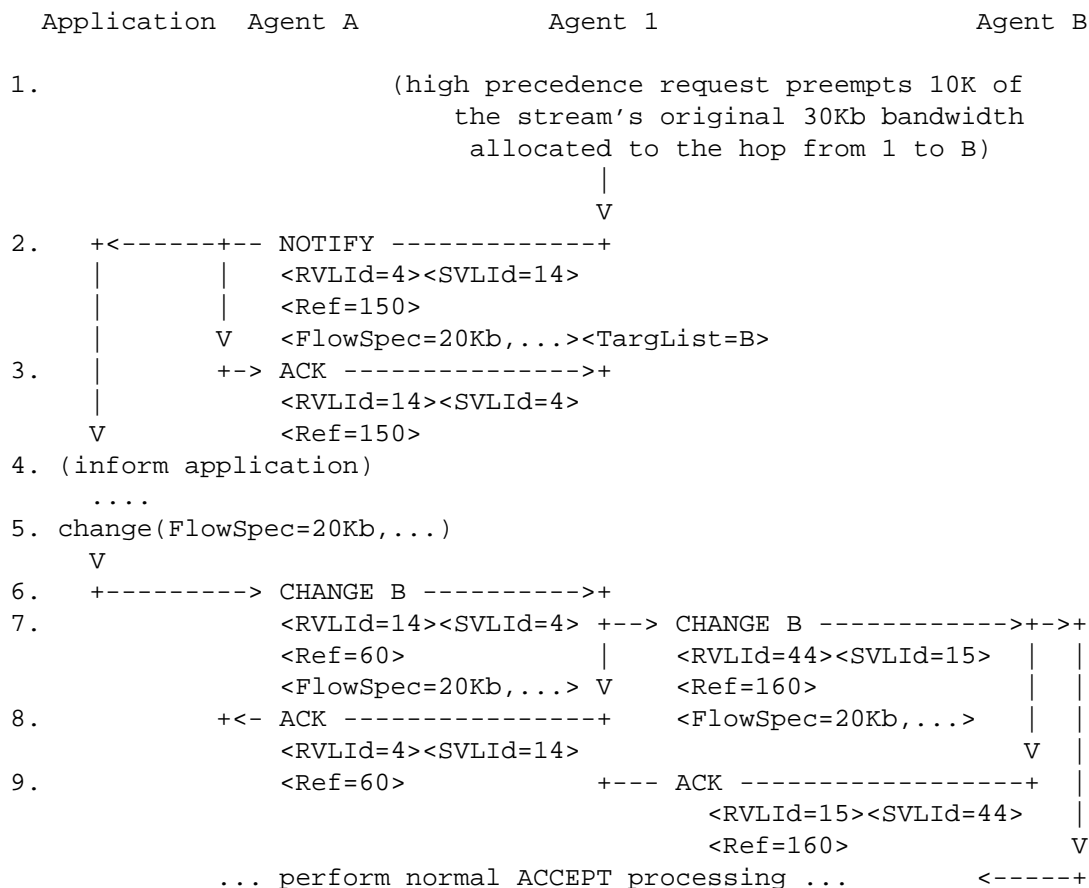 Application  Agent A             Agent 1                      Agent B

1.                         (high precedence request preempts 10K of
                              the stream's original 30Kb bandwidth
                               allocated to the hop from 1 to B)
                                        |
                                        V
2.    +<------+-- NOTIFY -------------+
      |       |   <RVLId=4><SVLId=14>
      |       |   <Ref=150>
      |       V   <FlowSpec=20Kb,...><TargList=B>
3.    |       +-> ACK --------------->+
      |           <RVLId=14><SVLId=4>
      V           <Ref=150>
4. (inform application)
     ....
5. change(FlowSpec=20Kb,...)
      V
6.    +---------> CHANGE B ---------->+
7.                <RVLId=14><SVLId=4> +--> CHANGE B ------------>+->+
                  <Ref=60>            |    <RVLId=44><SVLId=15>  |  |
                  <FlowSpec=20Kb,...> V    <Ref=160>             |  |
8.            +<- ACK ----------------+    <FlowSpec=20Kb,...>   |  |
                  <RVLId=4><SVLId=14>                            V  |
9.                <Ref=60>            +--- ACK ------------------+  |
                                             <RVLId=15><SVLId=44>   |
                                             <Ref=160>              V
              ... perform normal ACCEPT processing ...       <-----+